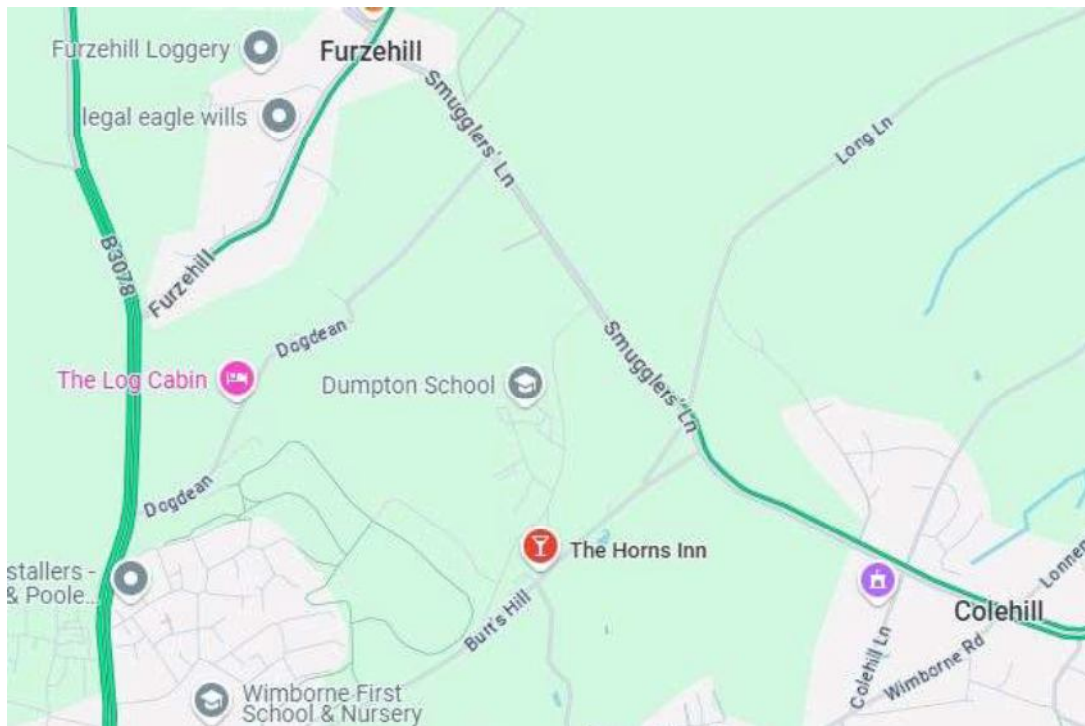 Furzehill Loggery
Furzehill
legal eagle wills
Smugglers' Ln
Long Ln
B3078
Furzehill
Dogdean
Smugglers' Ln
The Log Cabin
Dumpton School
Dogdean
The Horns Inn
stallers -
& Poole...
Burt's Hill
Colehill
Lonnen
Colehill Ln
Wimborne Rd
Wimborne First
School & Nursery